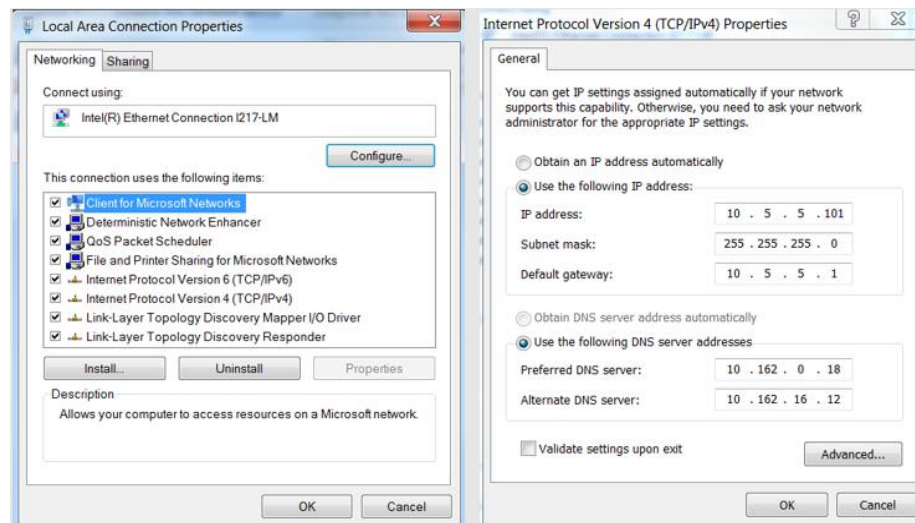 Local Area Connection Properties
Networking
Sharing
Connect using:
Intel(R) Ethernet Connection I217-LM
Configure...
This connection uses the following items:
Client for Microsoft Networks
Deterministic Network Enhancer
QoS Packet Scheduler
File and Printer Sharing for Microsoft Networks
Internet Protocol Version 6 (TCP/IPv6)
Internet Protocol Version 4 (TCP/IPv4)
Link-Layer Topology Discovery Mapper I/O Driver
Link-Layer Topology Discovery Responder
Install...
Uninstall
Properties
Description
Allows your computer to access resources on a Microsoft network.
OK
Cancel
Internet Protocol Version 4 (TCP/IPv4) Properties
General
You can get IP settings assigned automatically if your network
supports this capability. Otherwise, you need to ask your network
administrator for the appropriate IP settings.
Obtain an IP address automatically
Use the following IP address:
IP address: 10 . 5 . 5 . 101
Subnet mask: 255 . 255 . 255 . 0
Default gateway: 10 . 5 . 5 . 1
Obtain DNS server address automatically
Use the following DNS server addresses
Preferred DNS server: 10 . 162 . 0 . 18
Alternate DNS server: 10 . 162 . 16 . 12
Validate settings upon exit
Advanced...
OK
Cancel